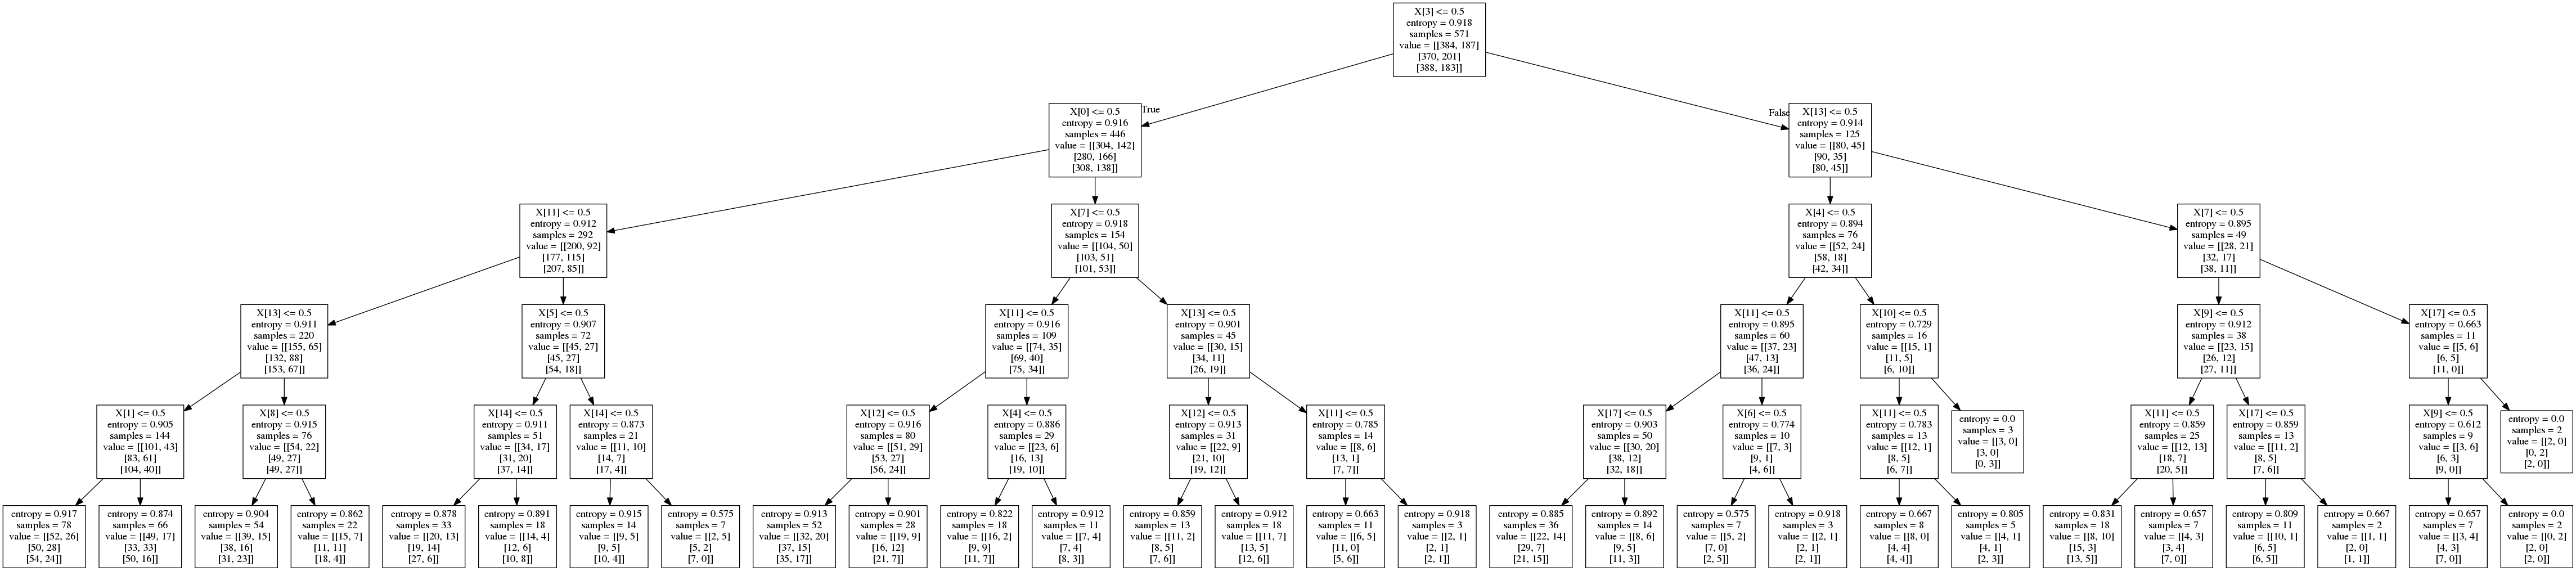 X[3] <= 0.5
entropy = 0.918
samples = 571
value = [[384, 187]
[370, 201]
[388, 183]]
True
False
X[0] <= 0.5
entropy = 0.916
samples = 446
value = [[304, 142]
[280, 166]
[308, 138]]
X[13] <= 0.5
entropy = 0.914
samples = 125
value = [[80, 45]
[90, 35]
[80, 45]]
X[11] <= 0.5
entropy = 0.912
samples = 292
value = [[200, 92]
[177, 115]
[207, 85]]
X[7] <= 0.5
entropy = 0.918
samples = 154
value = [[104, 50]
[103, 51]
[101, 53]]
X[4] <= 0.5
entropy = 0.894
samples = 76
value = [[52, 24]
[58, 18]
[42, 34]]
X[7] <= 0.5
entropy = 0.895
samples = 49
value = [[28, 21]
[32, 17]
[38, 11]]
X[13] <= 0.5
entropy = 0.911
samples = 220
value = [[155, 65]
[132, 88]
[153, 67]]
X[5] <= 0.5
entropy = 0.907
samples = 72
value = [[45, 27]
[45, 27]
[54, 18]]
X[11] <= 0.5
entropy = 0.916
samples = 109
value = [[74, 35]
[69, 40]
[75, 34]]
X[13] <= 0.5
entropy = 0.901
samples = 45
value = [[30, 15]
[34, 11]
[26, 19]]
X[11] <= 0.5
entropy = 0.895
samples = 60
value = [[37, 23]
[47, 13]
[36, 24]]
X[10] <= 0.5
entropy = 0.729
samples = 16
value = [[15, 1]
[11, 5]
[6, 10]]
X[9] <= 0.5
entropy = 0.912
samples = 38
value = [[23, 15]
[26, 12]
[27, 11]]
X[17] <= 0.5
entropy = 0.663
samples = 11
value = [[5, 6]
[6, 5]
[11, 0]]
X[1] <= 0.5
entropy = 0.905
samples = 144
value = [[101, 43]
[83, 61]
[104, 40]]
X[8] <= 0.5
entropy = 0.915
samples = 76
value = [[54, 22]
[49, 27]
[49, 27]]
X[14] <= 0.5
entropy = 0.911
samples = 51
value = [[34, 17]
[31, 20]
[37, 14]]
X[14] <= 0.5
entropy = 0.873
samples = 21
value = [[11, 10]
[14, 7]
[17, 4]]
X[12] <= 0.5
entropy = 0.916
samples = 80
value = [[51, 29]
[53, 27]
[56, 24]]
X[4] <= 0.5
entropy = 0.886
samples = 29
value = [[23, 6]
[16, 13]
[19, 10]]
X[12] <= 0.5
entropy = 0.913
samples = 31
value = [[22, 9]
[21, 10]
[19, 12]]
X[11] <= 0.5
entropy = 0.785
samples = 14
value = [[8, 6]
[13, 1]
[7, 7]]
X[17] <= 0.5
entropy = 0.903
samples = 50
value = [[30, 20]
[38, 12]
[32, 18]]
X[6] <= 0.5
entropy = 0.774
samples = 10
value = [[7, 3]
[9, 1]
[4, 6]]
X[11] <= 0.5
entropy = 0.783
samples = 13
value = [[12, 1]
[8, 5]
[6, 7]]
entropy = 0.0
samples = 3
value = [[3, 0]
[3, 0]
[0, 3]]
X[11] <= 0.5
entropy = 0.859
samples = 25
value = [[12, 13]
[18, 7]
[20, 5]]
X[17] <= 0.5
entropy = 0.859
samples = 13
value = [[11, 2]
[8, 5]
[7, 6]]
X[9] <= 0.5
entropy = 0.612
samples = 9
value = [[3, 6]
[6, 3]
[9, 0]]
entropy = 0.0
samples = 2
value = [[2, 0]
[0, 2]
[2, 0]]
entropy = 0.917
samples = 78
value = [[52, 26]
[50, 28]
[54, 24]]
entropy = 0.874
samples = 66
value = [[49, 17]
[33, 33]
[50, 16]]
entropy = 0.904
samples = 54
value = [[39, 15]
[38, 16]
[31, 23]]
entropy = 0.862
samples = 22
value = [[15, 7]
[11, 11]
[18, 4]]
entropy = 0.878
samples = 33
value = [[20, 13]
[19, 14]
[27, 6]]
entropy = 0.891
samples = 18
value = [[14, 4]
[12, 6]
[10, 8]]
entropy = 0.915
samples = 14
value = [[9, 5]
[9, 5]
[10, 4]]
entropy = 0.575
samples = 7
value = [[2, 5]
[5, 2]
[7, 0]]
entropy = 0.913
samples = 52
value = [[32, 20]
[37, 15]
[35, 17]]
entropy = 0.901
samples = 28
value = [[19, 9]
[16, 12]
[21, 7]]
entropy = 0.822
samples = 18
value = [[16, 2]
[9, 9]
[11, 7]]
entropy = 0.912
samples = 11
value = [[7, 4]
[7, 4]
[8, 3]]
entropy = 0.859
samples = 13
value = [[11, 2]
[8, 5]
[7, 6]]
entropy = 0.912
samples = 18
value = [[11, 7]
[13, 5]
[12, 6]]
entropy = 0.663
samples = 11
value = [[6, 5]
[11, 0]
[5, 6]]
entropy = 0.918
samples = 3
value = [[2, 1]
[2, 1]
[2, 1]]
entropy = 0.885
samples = 36
value = [[22, 14]
[29, 7]
[21, 15]]
entropy = 0.892
samples = 14
value = [[8, 6]
[9, 5]
[11, 3]]
entropy = 0.575
samples = 7
value = [[5, 2]
[7, 0]
[2, 5]]
entropy = 0.918
samples = 3
value = [[2, 1]
[2, 1]
[2, 1]]
entropy = 0.667
samples = 8
value = [[8, 0]
[4, 4]
[4, 4]]
entropy = 0.805
samples = 5
value = [[4, 1]
[4, 1]
[2, 3]]
entropy = 0.831
samples = 18
value = [[8, 10]
[15, 3]
[13, 5]]
entropy = 0.657
samples = 7
value = [[4, 3]
[3, 4]
[7, 0]]
entropy = 0.809
samples = 11
value = [[10, 1]
[6, 5]
[6, 5]]
entropy = 0.667
samples = 2
value = [[1, 1]
[2, 0]
[1, 1]]
entropy = 0.657
samples = 7
value = [[3, 4]
[4, 3]
[7, 0]]
entropy = 0.0
samples = 2
value = [[0, 2]
[2, 0]
[2, 0]]